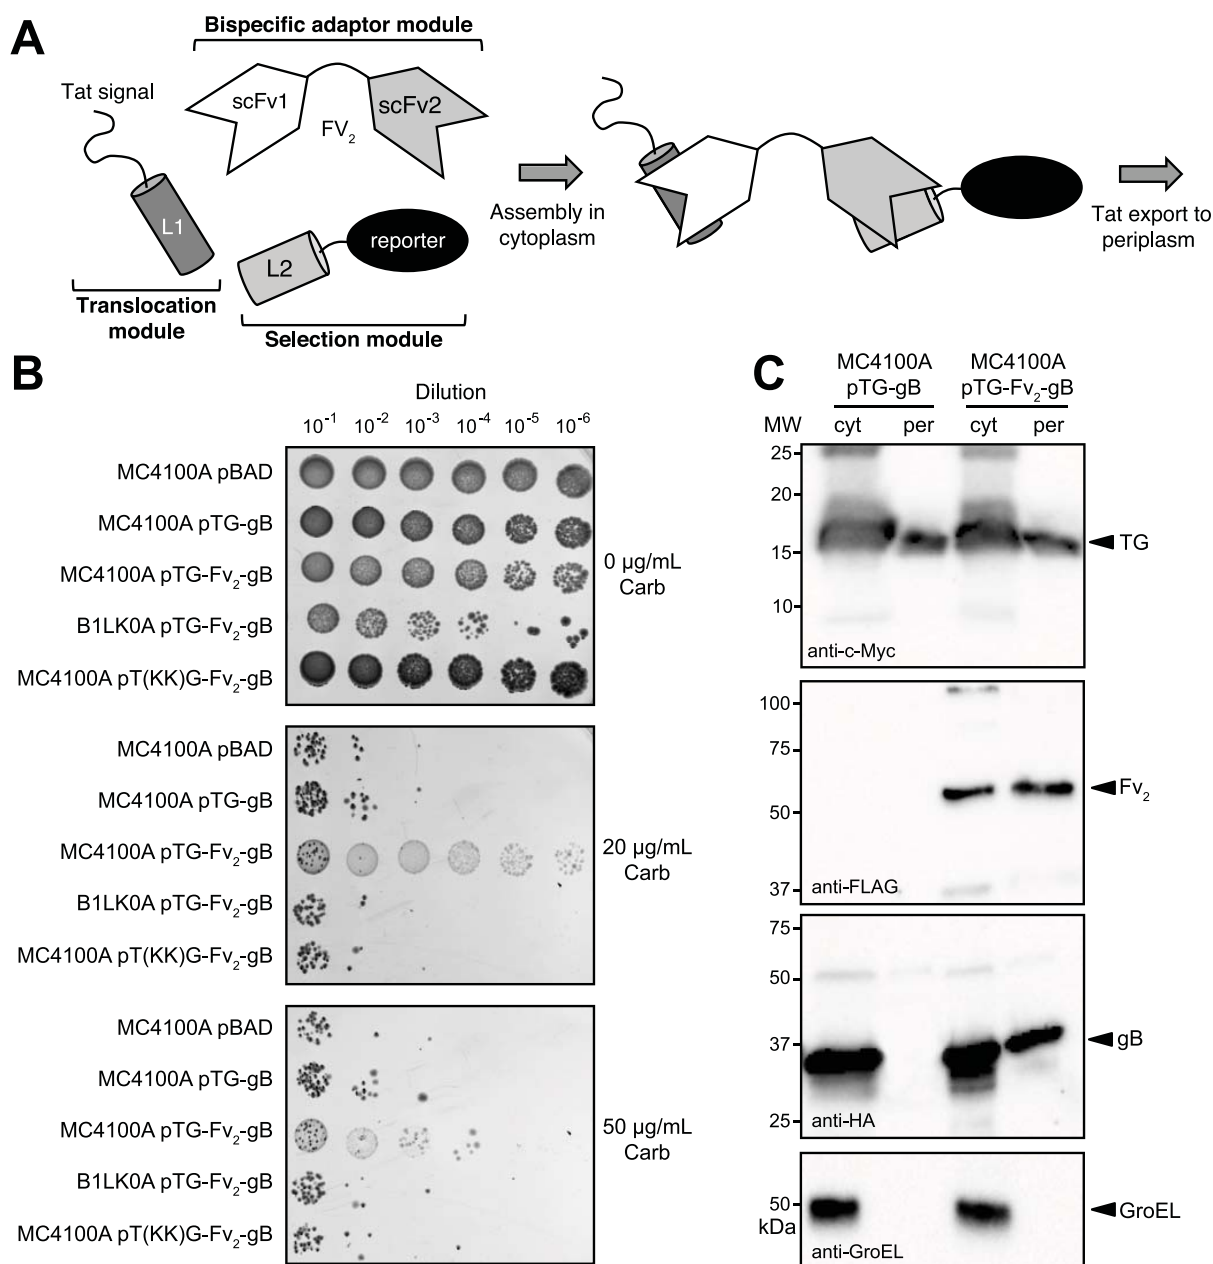 A
Bispecific adaptor module
Tat signal
scFv1
scFv2
FV₂
L1
L2
reporter
Translocation
module
Selection module
Assembly in
cytoplasm
Tat export to
periplasm
B
Dilution
10⁻¹ 10⁻² 10⁻³ 10⁻⁴ 10⁻⁵ 10⁻⁶
MC4100A pBAD
MC4100A pTG-gB
MC4100A pTG-Fv₂-gB
B1LK0A pTG-Fv₂-gB
MC4100A pT(KK)G-Fv₂-gB
0 µg/mL
Carb
MC4100A pBAD
MC4100A pTG-gB
MC4100A pTG-Fv₂-gB
B1LK0A pTG-Fv₂-gB
MC4100A pT(KK)G-Fv₂-gB
20 µg/mL
Carb
MC4100A pBAD
MC4100A pTG-gB
MC4100A pTG-Fv₂-gB
B1LK0A pTG-Fv₂-gB
MC4100A pT(KK)G-Fv₂-gB
50 µg/mL
Carb
C
MC4100A
pTG-gB
MC4100A
pTG-Fv₂-gB
MW cyt per cyt per
25
20
15
10
TG
anti-c-Myc
100
75
50
37
Fv₂
anti-FLAG
75
50
37
25
gB
anti-HA
50
kDa
GroEL
anti-GroEL